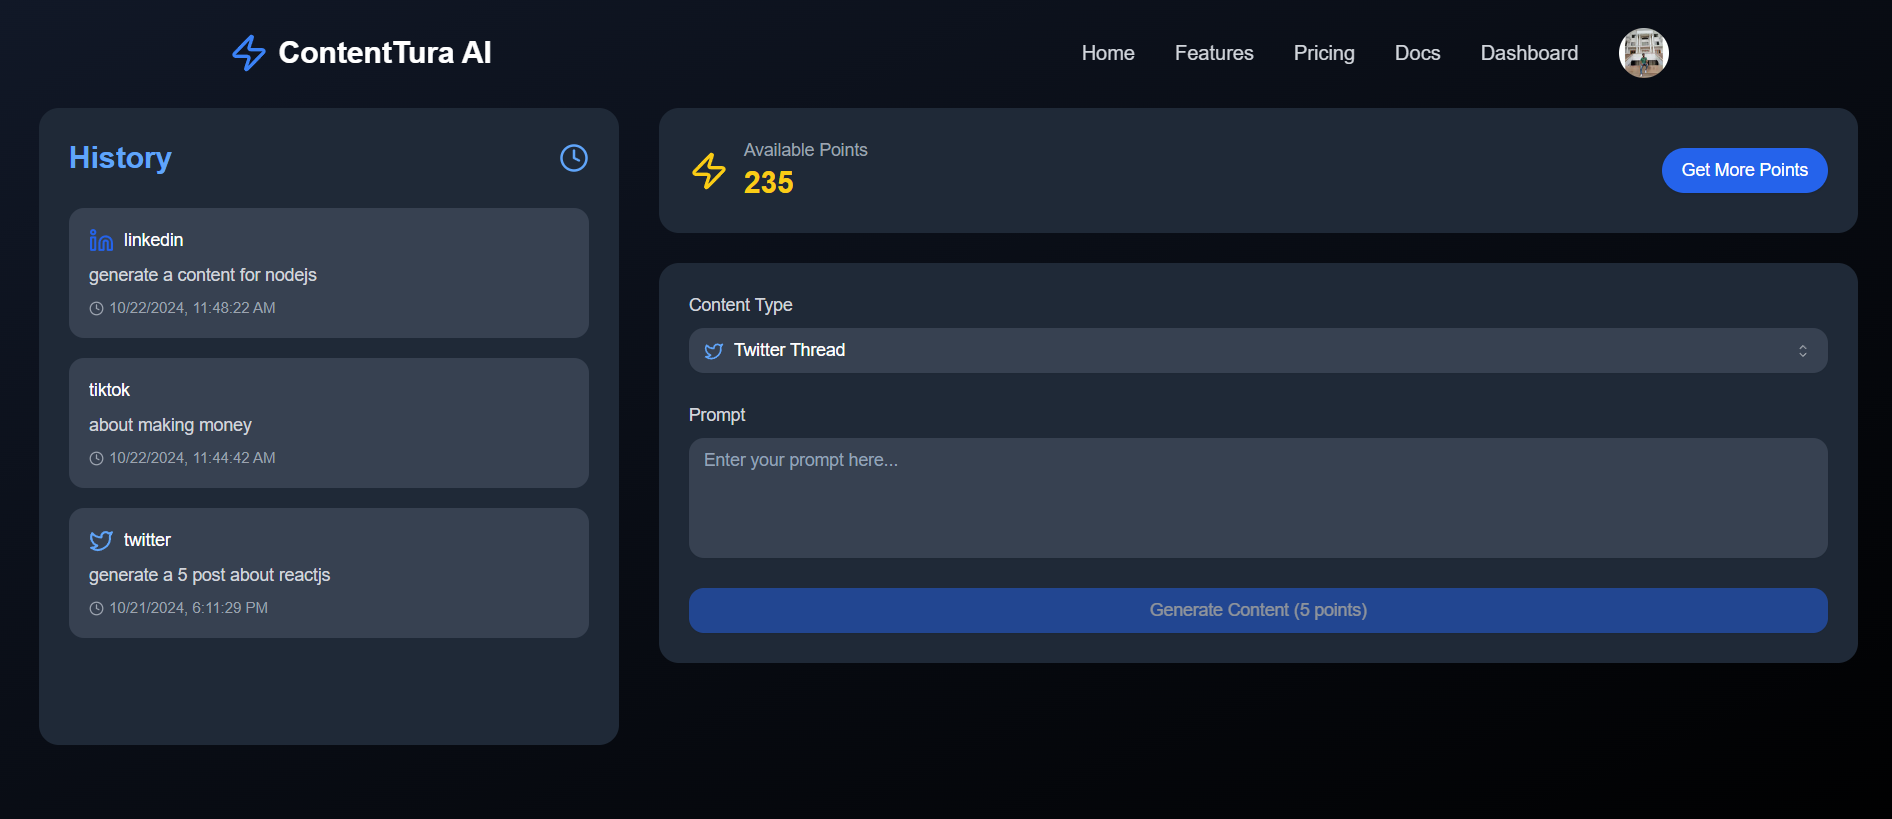 ContentTura AI
Home Features Pricing Docs Dashboard
History
linkedin
generate a content for nodejs
10/22/2024, 11:48:22 AM
tiktok
about making money
10/22/2024, 11:44:42 AM
twitter
generate a 5 post about reactjs
10/21/2024, 6:11:29 PM
Available Points
235
Get More Points
Content Type
Twitter Thread
Prompt
Enter your prompt here...
Generate Content (5 points)